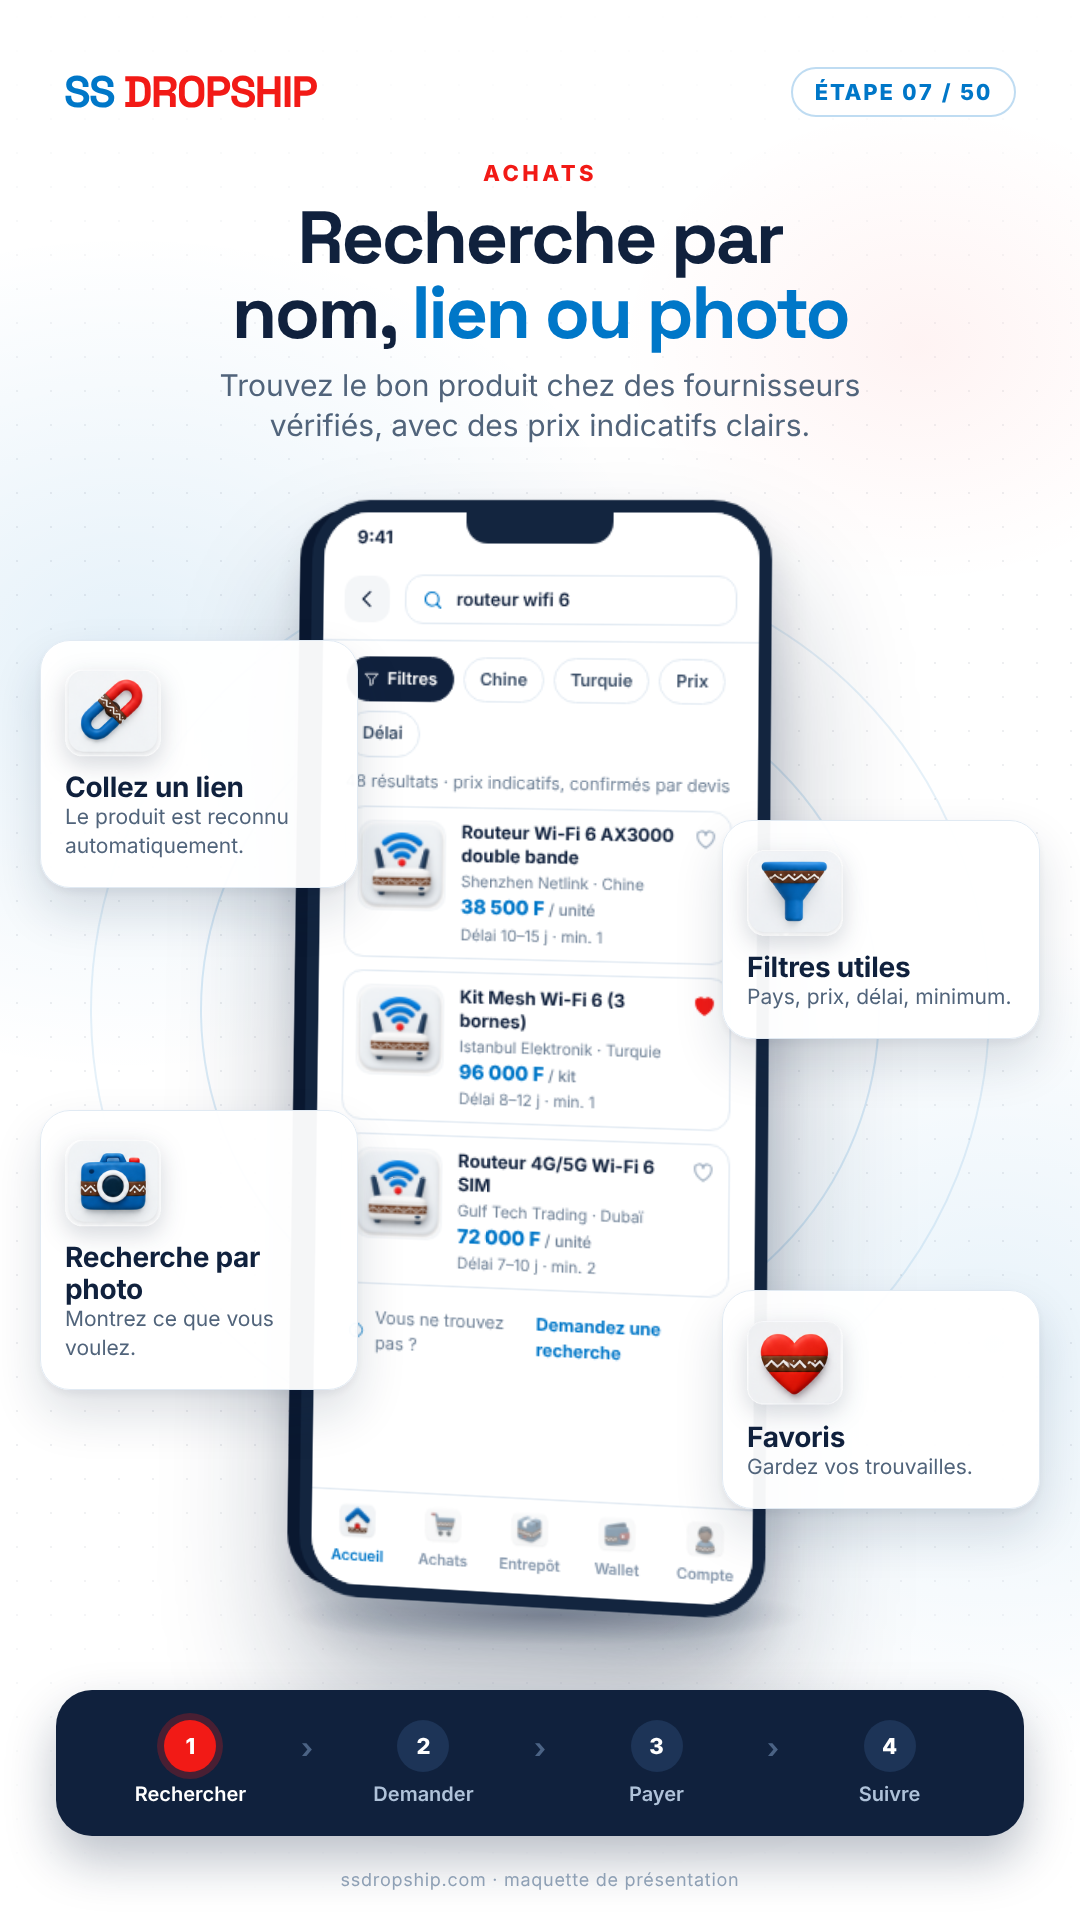 SS DROPSHIP
ÉTAPE 07 / 50
ACHATS
Recherche par
nom, lien ou photo
Trouvez le bon produit chez des fournisseurs
vérifiés, avec des prix indicatifs clairs.
9:41
routeur wifi 6
Filtres
Chine
Turquie
Prix
Délai
8 résultats · prix indicatifs, confirmés par devis
Collez un lien
Le produit est reconnu
automatiquement.
Routeur Wi-Fi 6 AX3000
double bande
Shenzhen Netlink · Chine
38 500 F / unité
Délai 10–15 j · min. 1
Filtres utiles
Pays, prix, délai, minimum.
Kit Mesh Wi-Fi 6 (3
bornes)
Istanbul Elektronik · Turquie
96 000 F / kit
Délai 8–12 j · min. 1
Recherche par
photo
Montrez ce que vous
voulez.
Routeur 4G/5G Wi-Fi 6
SIM
Gulf Tech Trading · Dubaï
72 000 F / unité
Délai 7–10 j · min. 2
Vous ne trouvez
pas ?
Demandez une
recherche
Favoris
Gardez vos trouvailles.
Accueil
Achats
Entrepôt
Wallet
Compte
1 › 2 › 3 › 4
Rechercher
Demander
Payer
Suivre
ssdropship.com · maquette de présentation